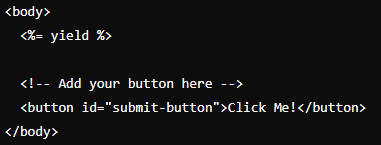 <body>
  <%= yield %>

  <!-- Add your button here -->
  <button id="submit-button">Click Me!</button>
</body>